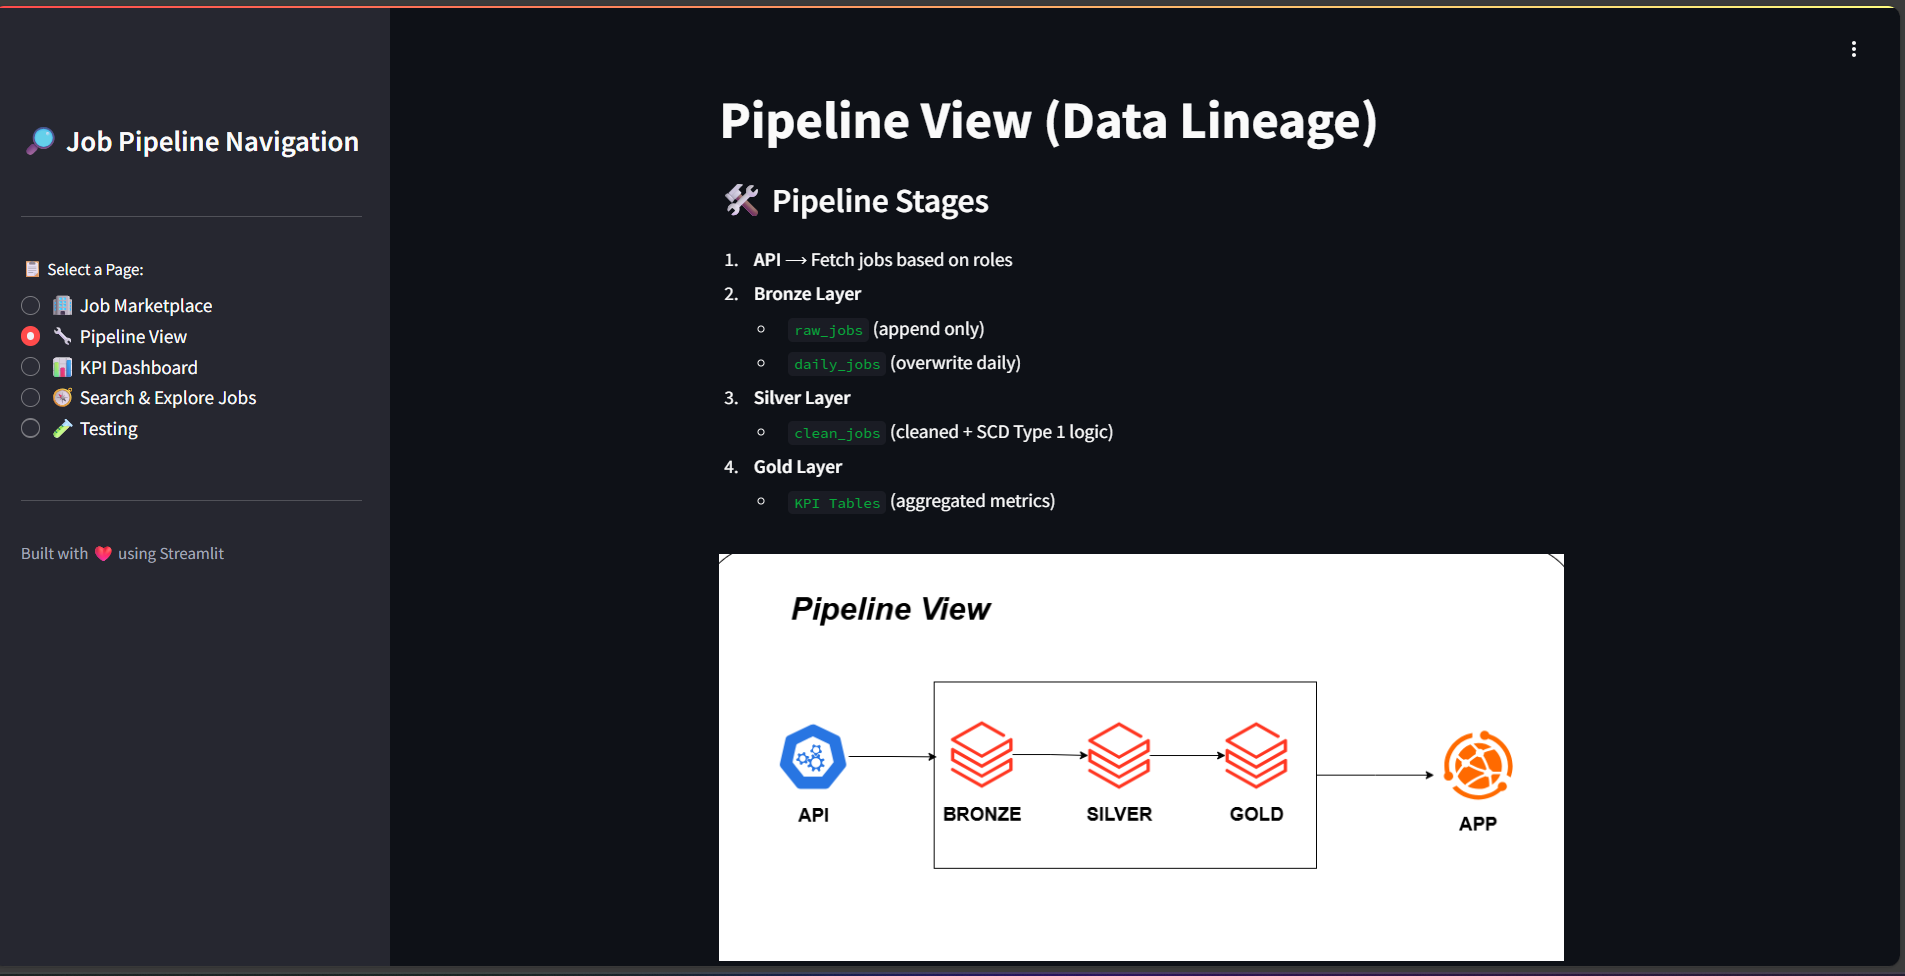 🔎 Job Pipeline Navigation
📋 Select a Page:
🏢 Job Marketplace
🔧 Pipeline View
📊 KPI Dashboard
🧭 Search & Explore Jobs
🧪 Testing
Built with ❤️ using Streamlit
Pipeline View (Data Lineage)
🛠️ Pipeline Stages
1. API ⟶ Fetch jobs based on roles
2. Bronze Layer
raw_jobs (append only)
daily_jobs (overwrite daily)
3. Silver Layer
clean_jobs (cleaned + SCD Type 1 logic)
4. Gold Layer
KPI Tables (aggregated metrics)
Pipeline View
API
BRONZE
SILVER
GOLD
APP